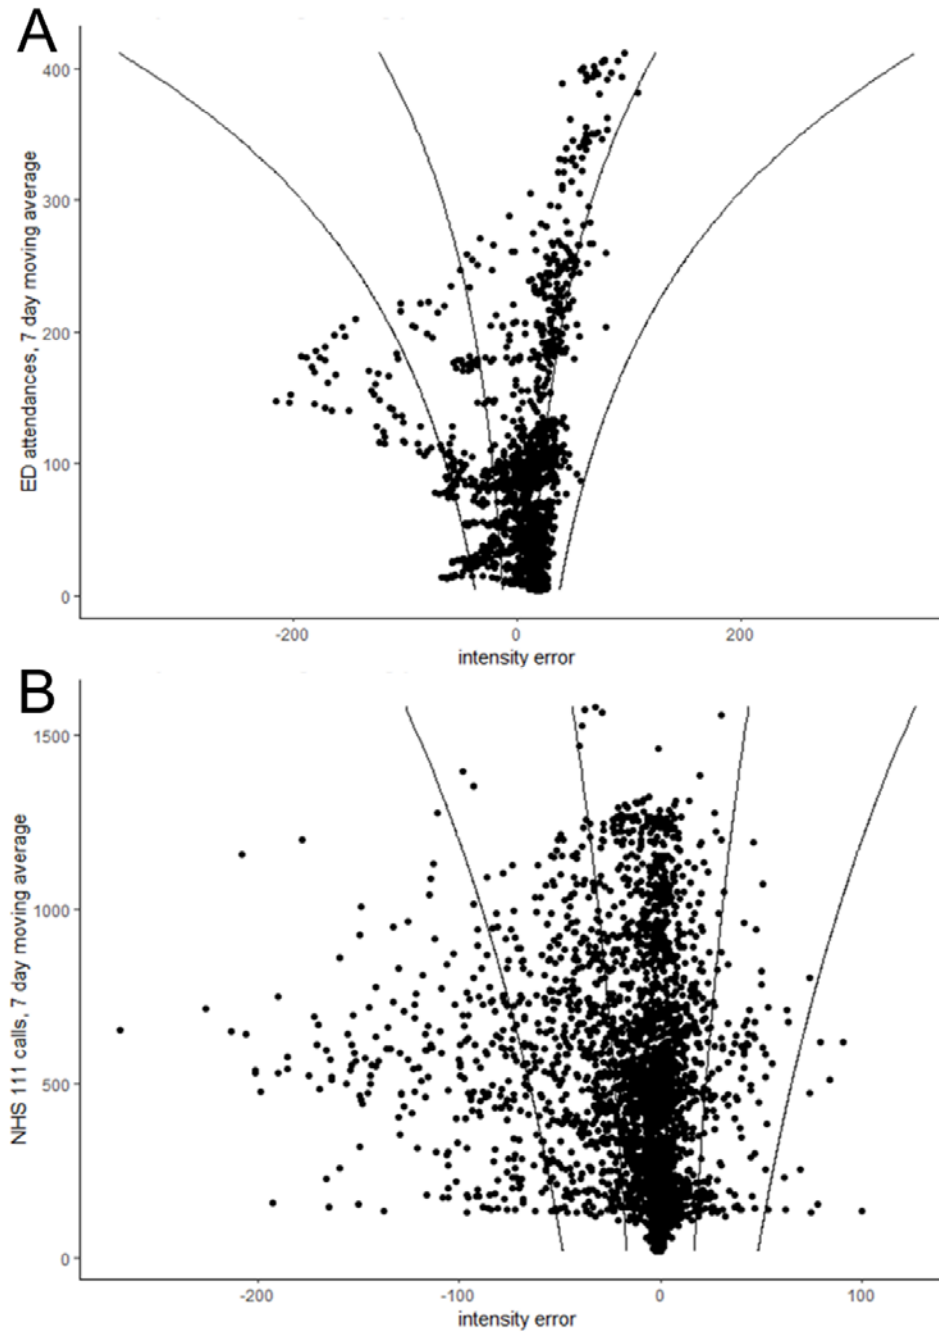 A
400
300
200
100
0
ED attendances, 7 day moving average
-200
0
200
intensity error
B
1500
1000
500
0
NHS 111 calls, 7 day moving average
-200
-100
0
100
intensity error